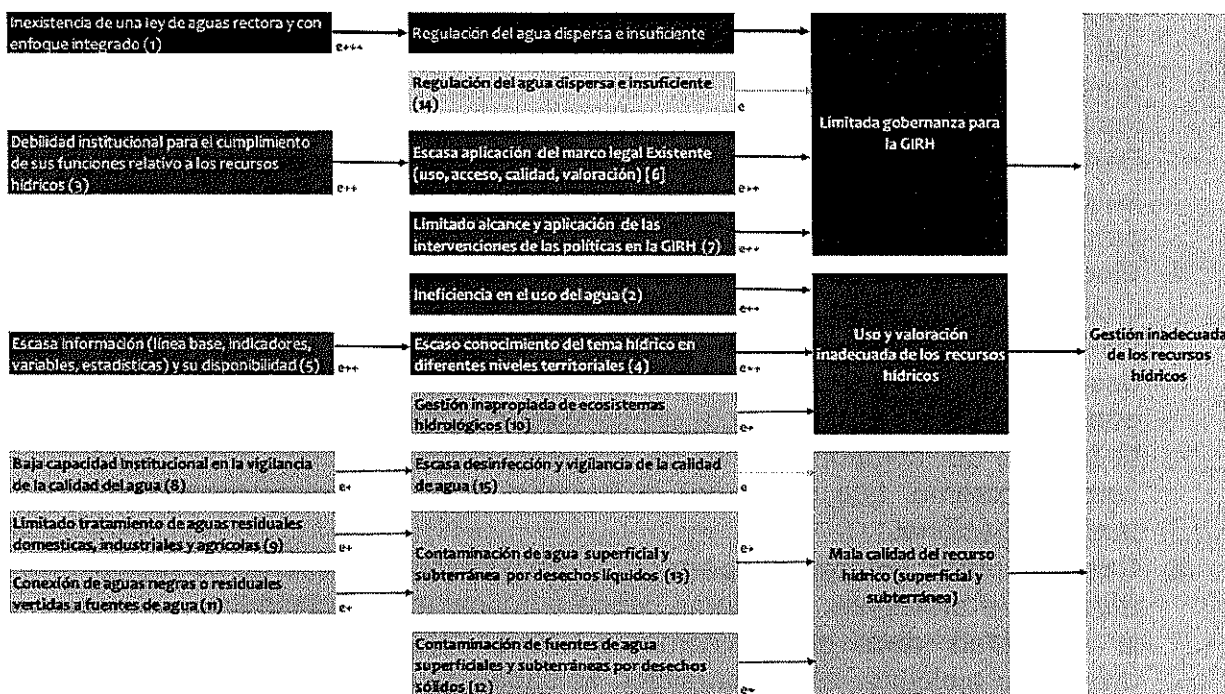 Inexistencia de una ley de aguas rectora y con
enfoque integrado (1)
e+++
Regulación del agua dispersa e insuficiente
Regulación del agua dispersa e insuficiente
(14)
e
Debilidad institucional para el cumplimiento
de sus funciones relativo a los recursos
hídricos (3)
e++
Escasa aplicación del marco legal Existente
(uso, acceso, calidad, valoración) [6]
e++
Limitado alcance y aplicación de las
intervenciones de las políticas en la GIRH (7)
e++
Limitada gobernanza para
la GIRH
Ineficiencia en el uso del agua (2)
e++
Escasa información (línea base, indicadores,
variables, estadísticas) y su disponibilidad (5)
e++
Escaso conocimiento del tema hídrico en
diferentes niveles territoriales (4)
e++
Gestión inapropiada de ecosistemas
hidrológicos (10)
e+
Uso y valoración
inadecuada de los recursos
hídricos
Baja capacidad institucional en la vigilancia
de la calidad del agua (8)
e+
Escasa desinfección y vigilancia de la calidad
de agua (15)
e
Limitado tratamiento de aguas residuales
domesticas, industriales y agrícolas (9)
e+
Conexión de aguas negras o residuales
vertidas a fuentes de agua (11)
e+
Contaminación de agua superficial y
subterránea por desechos líquidos (13)
e+
Contaminación de fuentes de agua
superficiales y subterráneas por desechos
sólidos (12)
e+
Mala calidad del recurso
hídrico (superficial y
subterránea)
Gestión inadecuada
de los recursos
hídricos